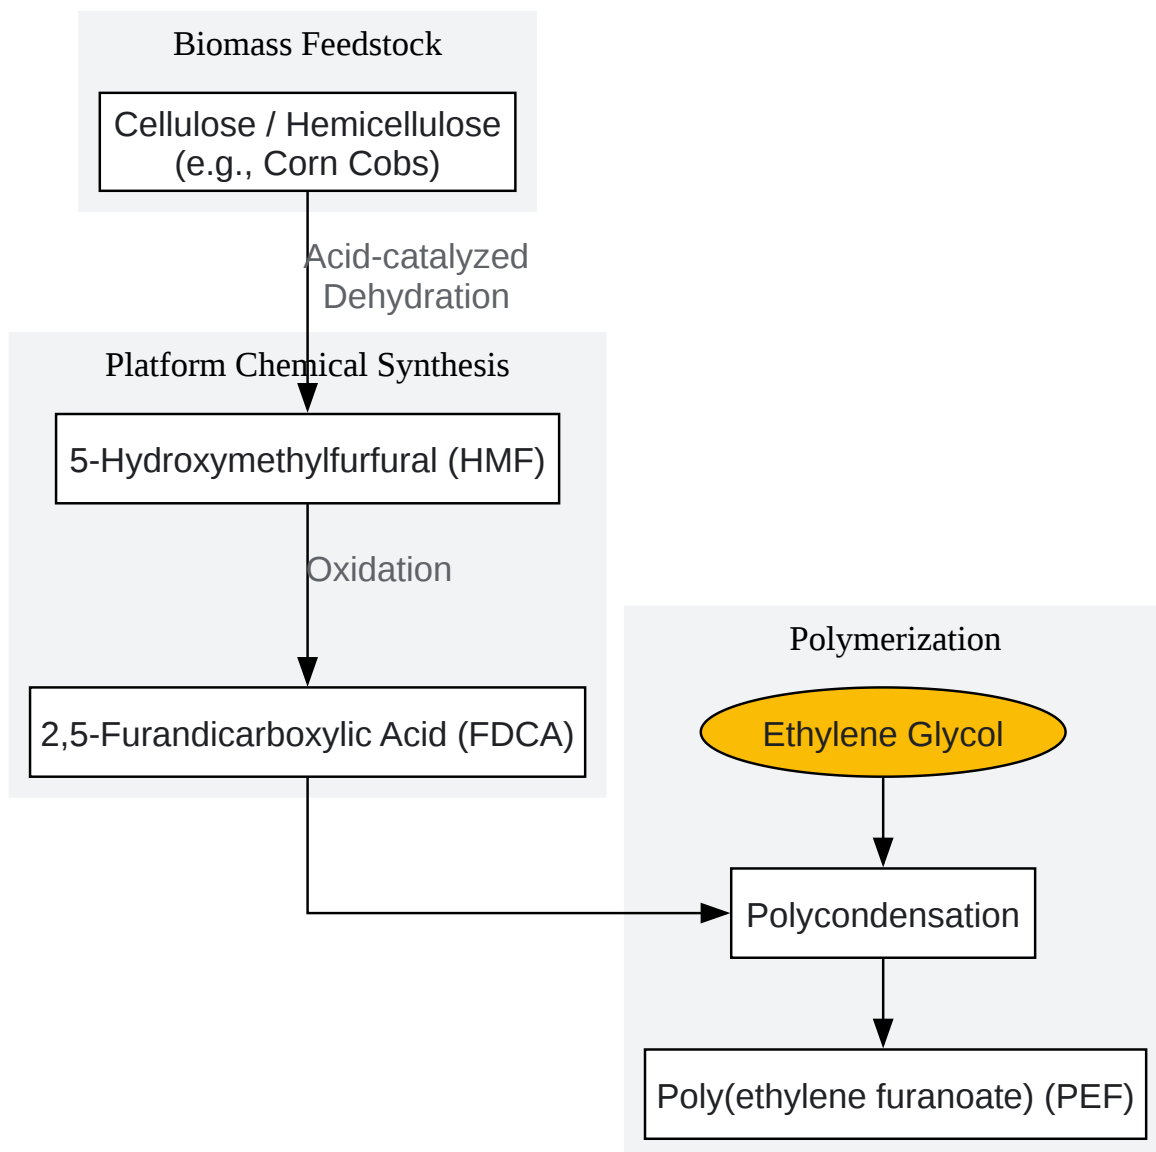 Biomass Feedstock
Cellulose / Hemicellulose
(e.g., Corn Cobs)
Acid-catalyzed
Dehydration
Platform Chemical Synthesis
5-Hydroxymethylfurfural (HMF)
Oxidation
2,5-Furandicarboxylic Acid (FDCA)
Polymerization
Ethylene Glycol
Polycondensation
Poly(ethylene furanoate) (PEF)